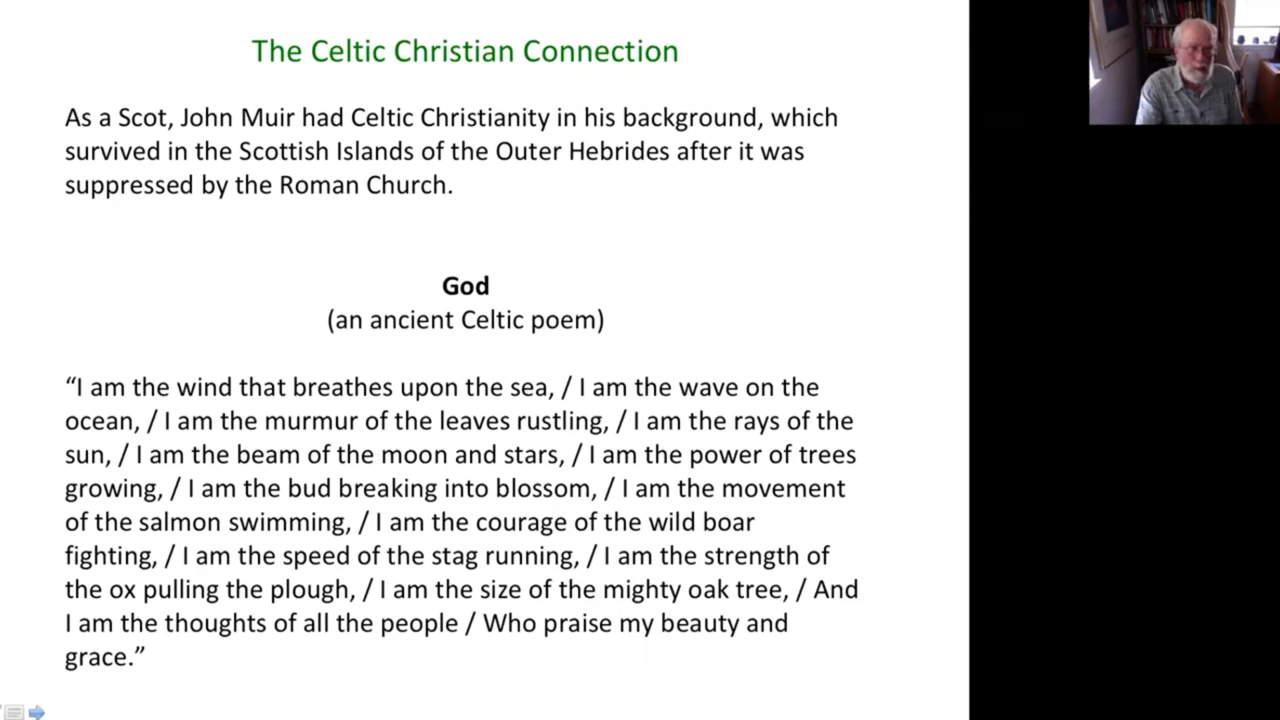 The Celtic Christian Connection
As a Scot, John Muir had Celtic Christianity in his background, which
survived in the Scottish Islands of the Outer Hebrides after it was
suppressed by the Roman Church.
God
(an ancient Celtic poem)
“I am the wind that breathes upon the sea, / I am the wave on the
ocean, / I am the murmur of the leaves rustling, / I am the rays of the
sun, / I am the beam of the moon and stars, / I am the power of trees
growing, / I am the bud breaking into blossom, / I am the movement
of the salmon swimming, / I am the courage of the wild boar
fighting, / I am the speed of the stag running, / I am the strength of
the ox pulling the plough, / I am the size of the mighty oak tree, / And
I am the thoughts of all the people / Who praise my beauty and
grace.”